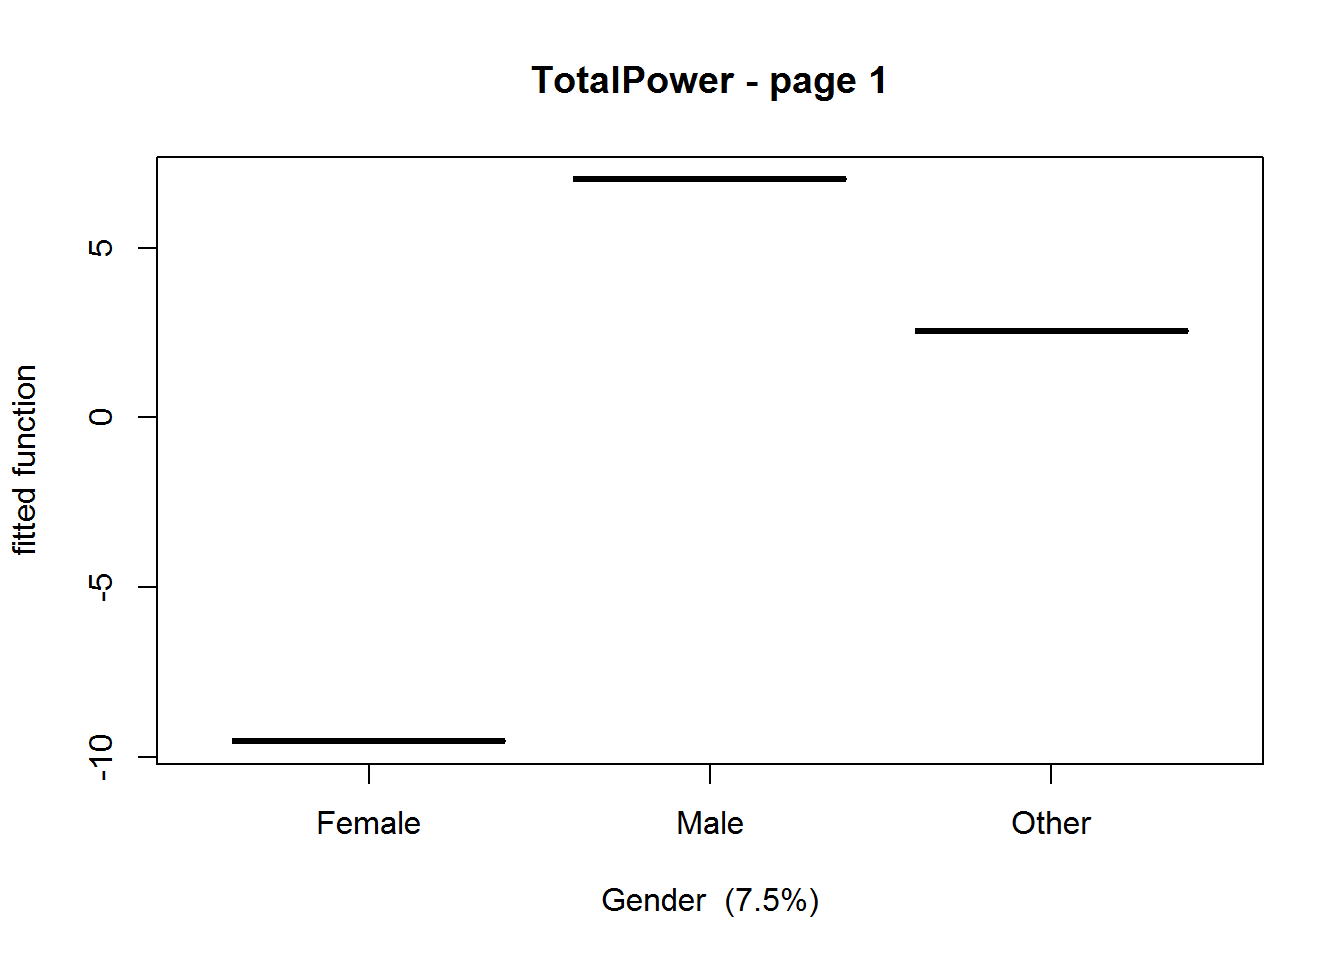 TotalPower - page 1
fitted function
5
0
-5
-10
Female Male Other
Gender (7.5%)